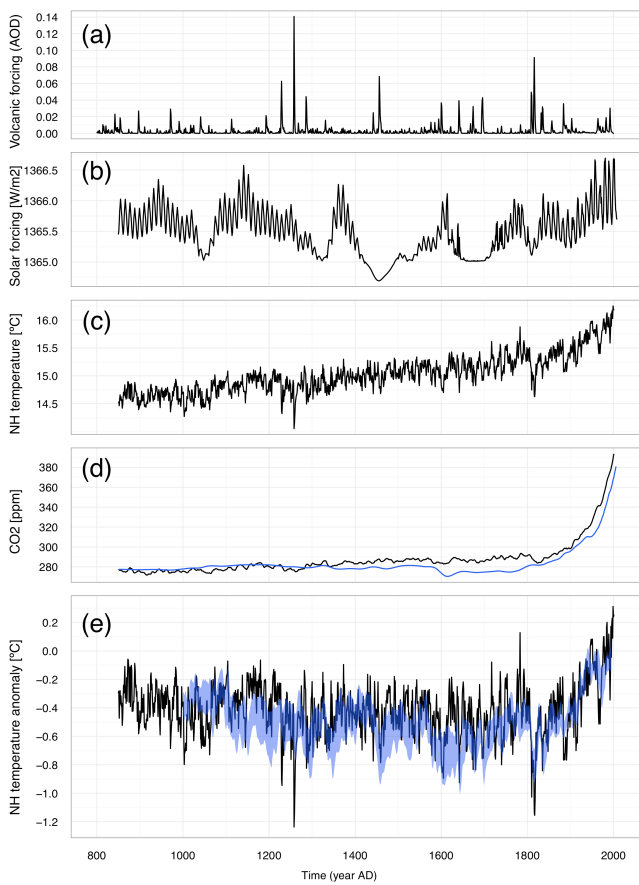 (a)
Volcanic forcing (AOD)
0.14
0.12
0.10
0.08
0.06
0.04
0.02
0.00
(b)
Solar forcing [W/m2]
1366.5
1366.0
1365.5
1365.0
(c)
NH temperature [°C]
16.0
15.5
15.0
14.5
(d)
CO2 [ppm]
380
360
340
320
300
280
(e)
NH temperature anomaly [°C]
0.2
0.0
−0.2
−0.4
−0.6
−0.8
−1.0
−1.2
800 1000 1200 1400 1600 1800 2000
Time (year AD)